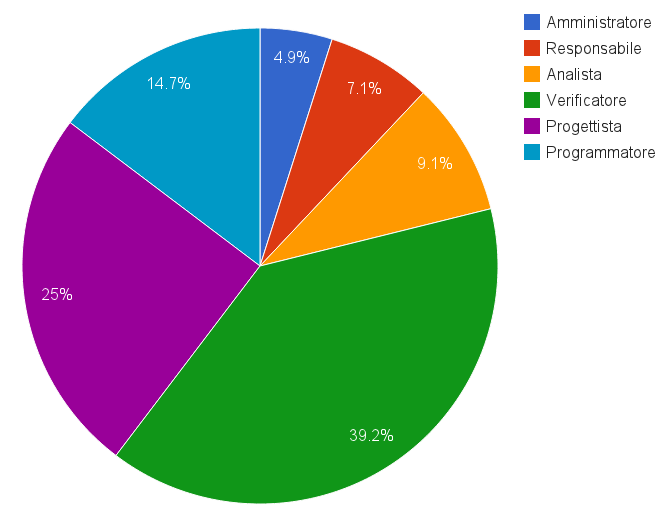 Amministratore
Responsabile
Analista
Verificatore
Progettista
Programmatore
4.9%
7.1%
9.1%
39.2%
25%
14.7%